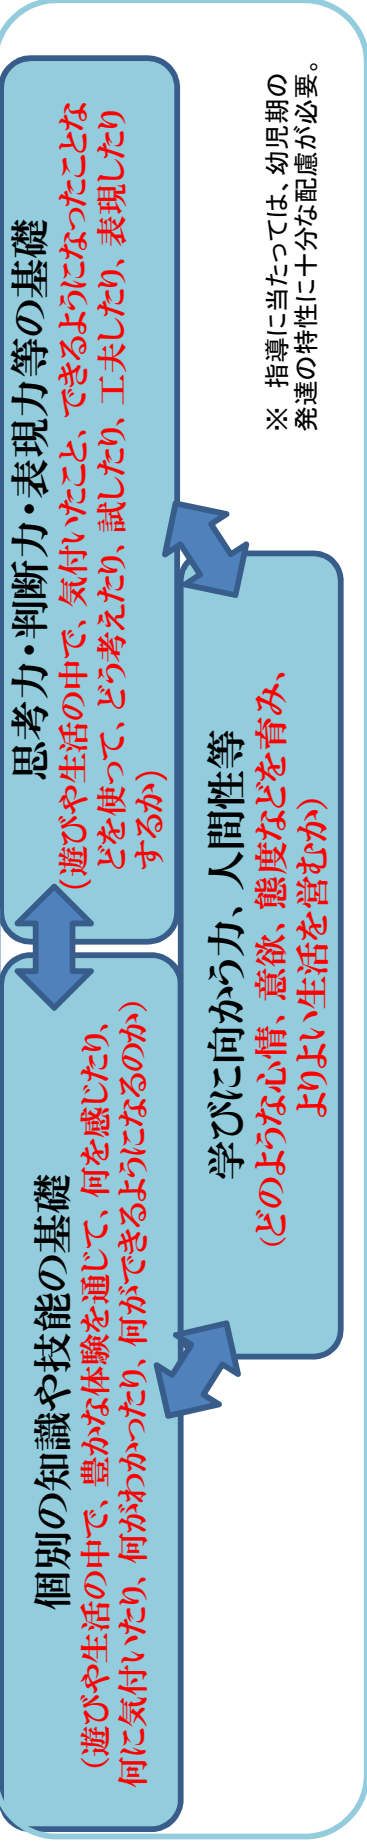 個別の知識や技能の基礎
(遊びや生活の中で、豊かな体験を通じて、何を感じたり、
何に気付いたり、何がわかったり、何ができるようになるのか)
思考力・判断力・表現力等の基礎
(遊びや生活の中で、気付いたこと、できるようになったことな
どを使って、どう考えたり、試したり、工夫したり、表現したり
するか)
学びに向かう力、人間性等
(どのような心情、意欲、態度などを育み、
よりよい生活を営むか)
※ 指導に当たっては、幼児期の
発達の特性に十分な配慮が必要。